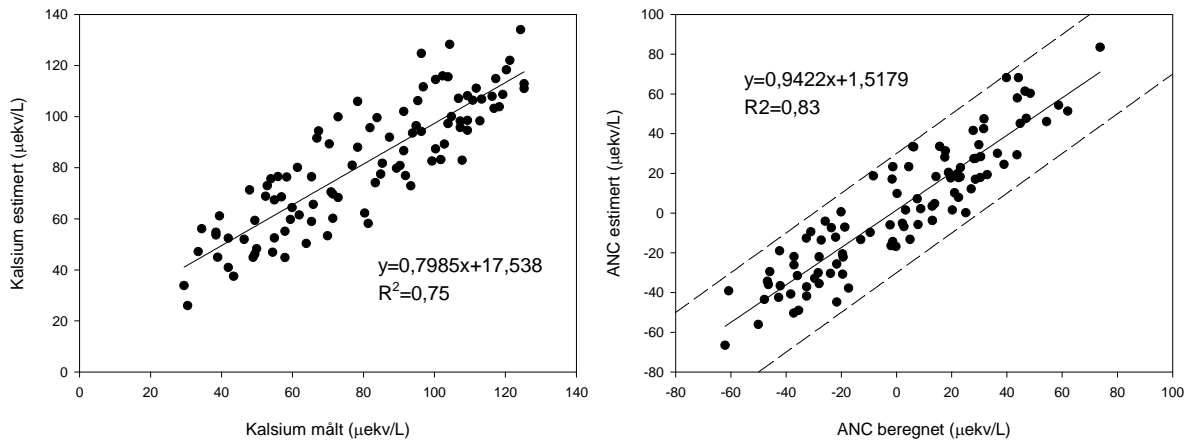 140
120
100
80
60
40
20
0
Kalsium estimert (µekv/L)
y=0,7985x+17,538
R²=0,75
0 20 40 60 80 100 120 140
Kalsium målt (µekv/L)
100
80
60
40
20
0
-20
-40
-60
-80
ANC estimert (µekv/L)
y=0,9422x+1,5179
R2=0,83
-80 -60 -40 -20 0 20 40 60 80 100
ANC beregnet (µekv/L)